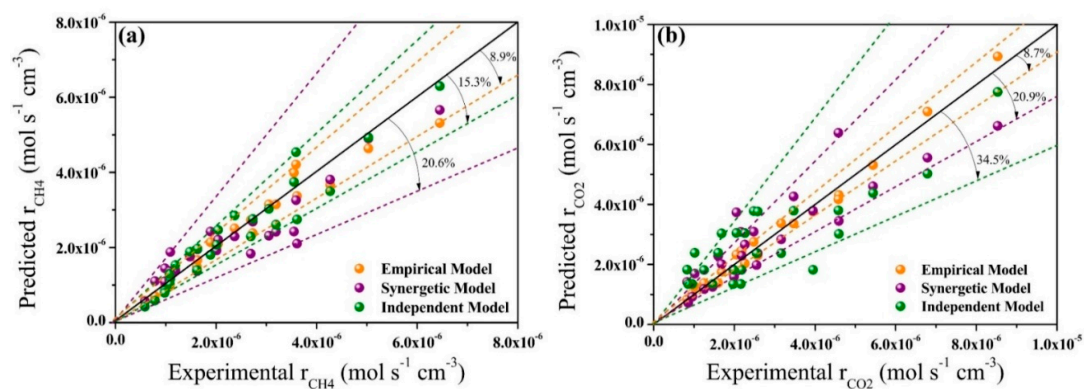 (a)
8.0x10⁻⁶
6.0x10⁻⁶
4.0x10⁻⁶
2.0x10⁻⁶
0.0
Predicted r_CH4 (mol s⁻¹ cm⁻³)
8.9%
15.3%
20.6%
Empirical Model
Synergetic Model
Independent Model
0.0 2.0x10⁻⁶ 4.0x10⁻⁶ 6.0x10⁻⁶ 8.0x10⁻⁶
Experimental r_CH4 (mol s⁻¹ cm⁻³)
(b)
1.0x10⁻⁵
8.0x10⁻⁶
6.0x10⁻⁶
4.0x10⁻⁶
2.0x10⁻⁶
0.0
Predicted r_CO2 (mol s⁻¹ cm⁻³)
8.7%
20.9%
34.5%
Empirical Model
Synergetic Model
Independent Model
0.0 2.0x10⁻⁶ 4.0x10⁻⁶ 6.0x10⁻⁶ 8.0x10⁻⁶ 1.0x10⁻⁵
Experimental r_CO2 (mol s⁻¹ cm⁻³)